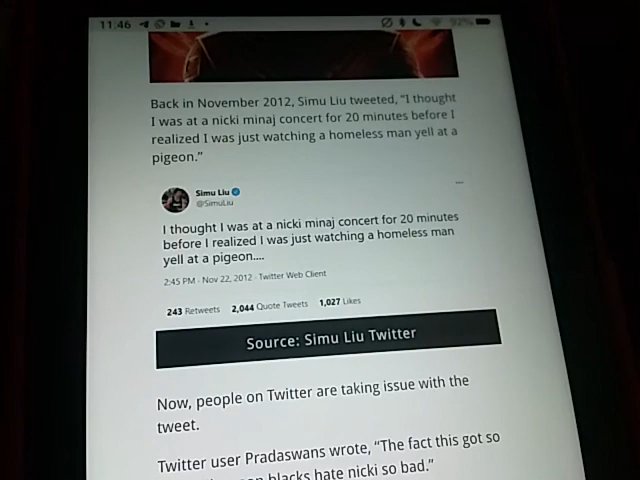 11:46
92%
Back in November 2012, Simu Liu tweeted, “I thought
I was at a nicki minaj concert for 20 minutes before I
realized I was just watching a homeless man yell at a
pigeon.”
Simu Liu
@SimuLiu
I thought I was at a nicki minaj concert for 20 minutes
before I realized I was just watching a homeless man
yell at a pigeon....
2:45 PM · Nov 22, 2012 · Twitter Web Client
243 Retweets 2,044 Quote Tweets 1,027 Likes
Source: Simu Liu Twitter
Now, people on Twitter are taking issue with the
tweet.
Twitter user Pradaswans wrote, “The fact this got so
blacks hate nicki so bad.”